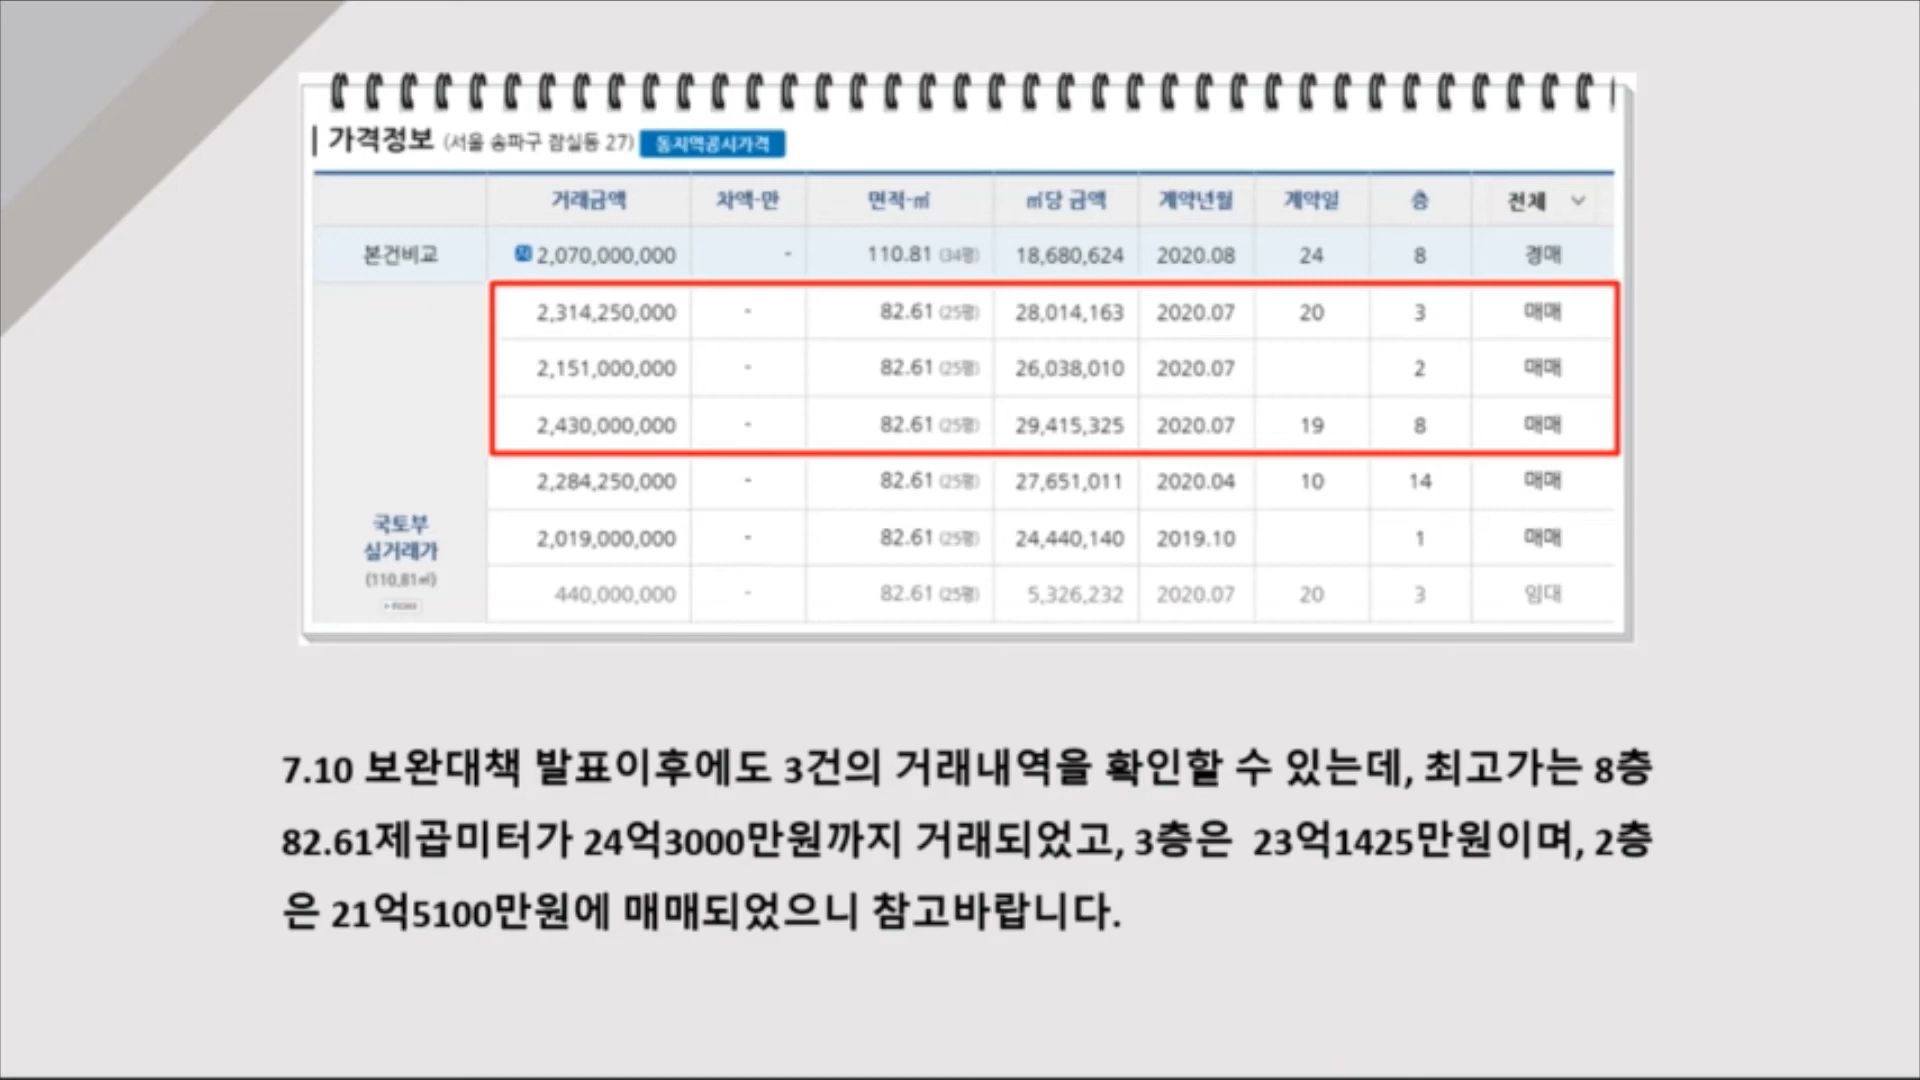 가격정보 (서울 송파구 잠실동 27) 동지역공시가격
거래금액 차액-만 면적-㎡ ㎡당 금액 계약년월 계약일 층 전체
본건비교 2,070,000,000 - 110.81 (34평) 18,680,624 2020.08 24 8 경매
2,314,250,000 - 82.61 (25평) 28,014,163 2020.07 20 3 매매
2,151,000,000 - 82.61 (25평) 26,038,010 2020.07 2 매매
2,430,000,000 - 82.61 (25평) 29,415,325 2020.07 19 8 매매
2,284,250,000 - 82.61 (25평) 27,651,011 2020.04 10 14 매매
국토부
실거래가
(110.81㎡)
2,019,000,000 - 82.61 (25평) 24,440,140 2019.10 1 매매
440,000,000 - 82.61 (25평) 5,326,232 2020.07 20 3 임대
7.10 보완대책 발표이후에도 3건의 거래내역을 확인할 수 있는데, 최고가는 8층
82.61제곱미터가 24억3000만원까지 거래되었고, 3층은 23억1425만원이며, 2층
은 21억5100만원에 매매되었으니 참고바랍니다.